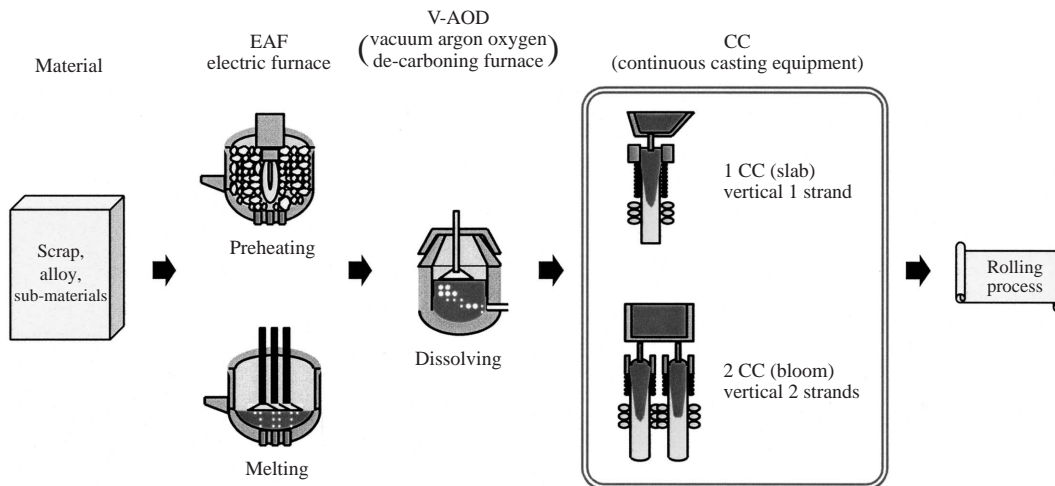 Material
EAF
electric furnace
V-AOD
(vacuum argon oxygen
de-carboning furnace)
CC
(continuous casting equipment)
Scrap,
alloy,
sub-materials
Preheating
Melting
Dissolving
1 CC (slab)
vertical 1 strand
2 CC (bloom)
vertical 2 strands
Rolling
process